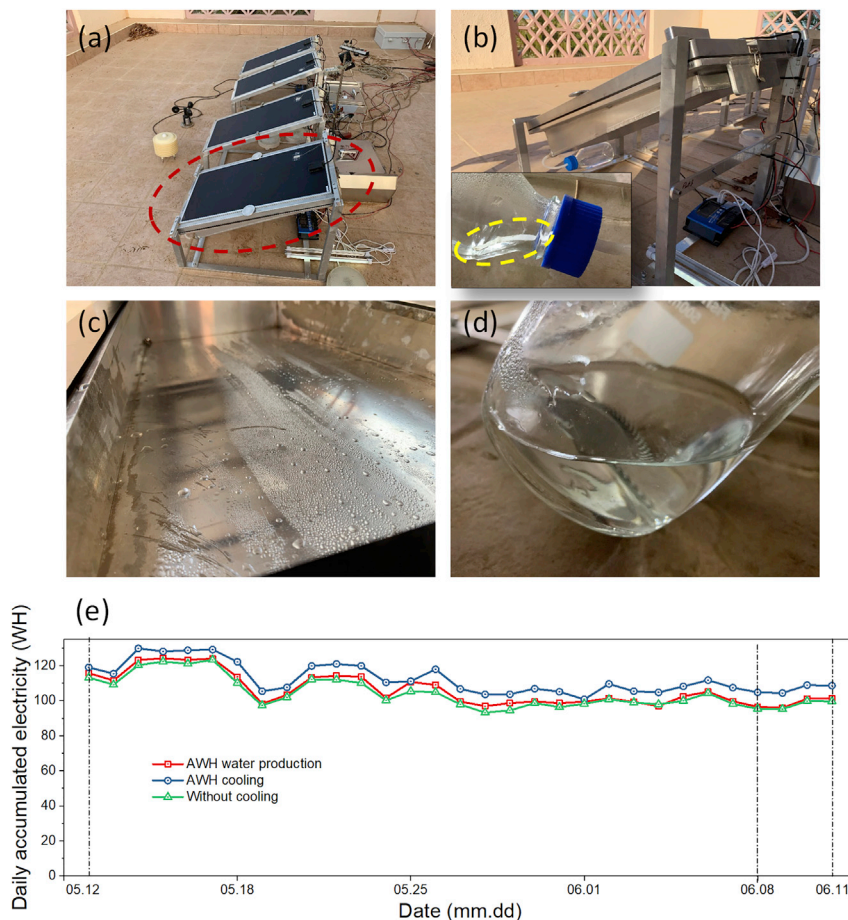 (a)
(b)
(c)
(d)
(e)
Daily accumulated electricity (WH)
120
100
80
60
40
20
0
AWH water production
AWH cooling
Without cooling
05.12
05.18
05.25
06.01
06.08
06.11
Date (mm.dd)